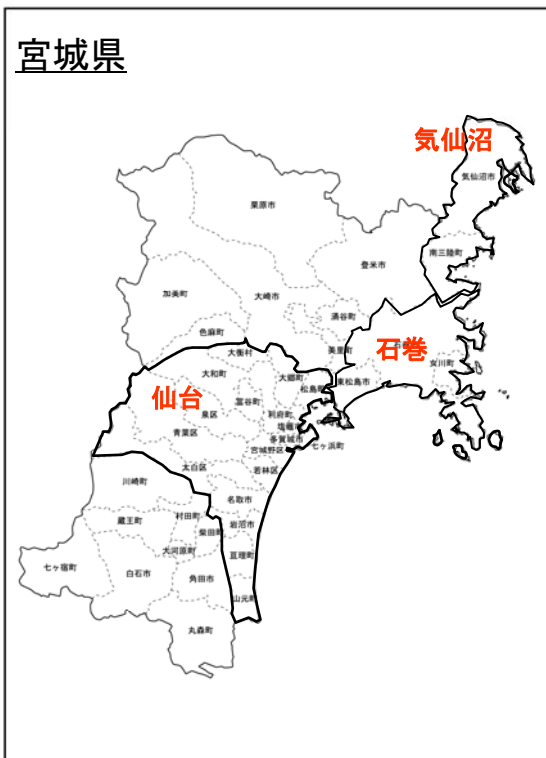 宮城県
気仙沼
気仙沼市
栗原市
南三陸町
登米市
加美町
大崎市
涌谷町
色麻町
石巻
美里町
大衡村
女川町
大和町
大郷町
東松島市
松島町
仙台
富谷町
泉区
利府町
塩竈市
青葉区
多賀城市
七ヶ浜町
宮城野区
太白区
若林区
川崎町
名取市
村田町
蔵王町
岩沼市
柴田町
大河原町
亘理町
七ヶ宿町
白石市
角田市
山元町
丸森町